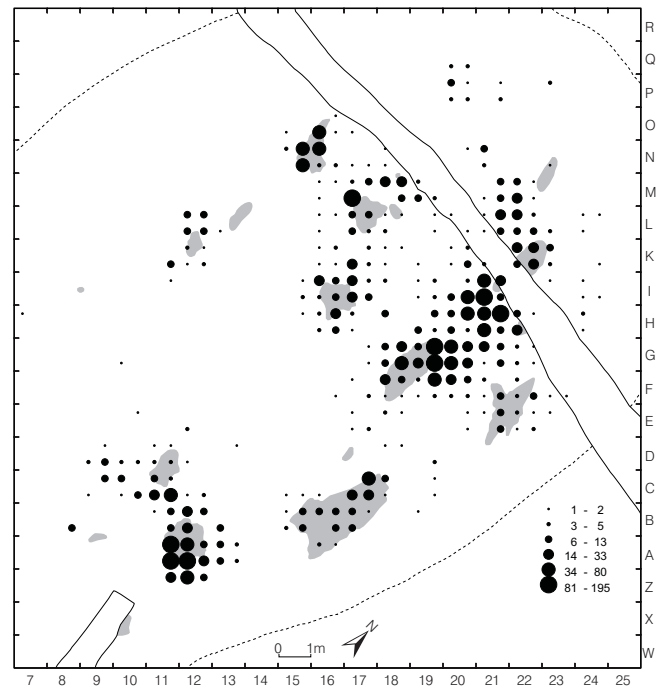 R
Q
P
O
N
M
L
K
I
H
G
F
E
D
C
B
A
Z
X
W
1 - 2
3 - 5
6 - 13
14 - 33
34 - 80
81 - 195
N
0 1m
7 8 9 10 11 12 13 14 15 16 17 18 19 20 21 22 23 24 25